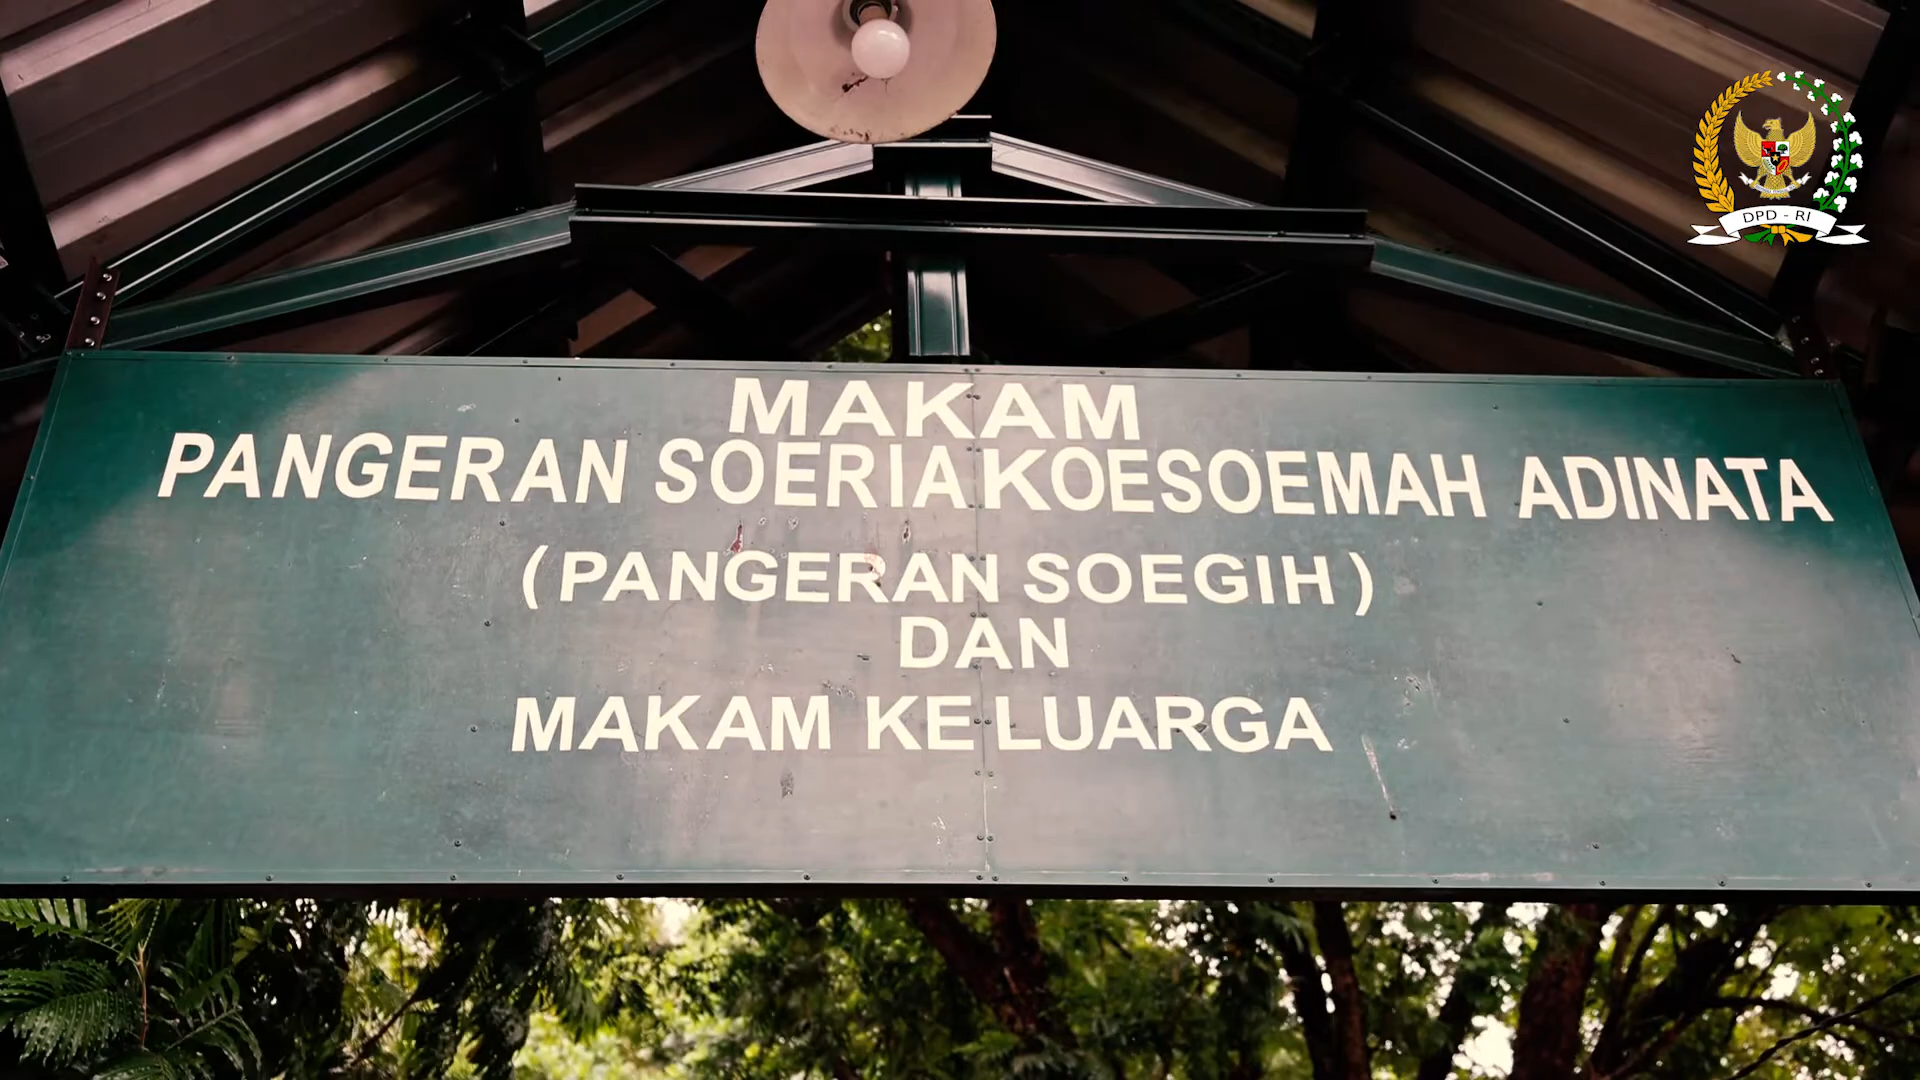 DPD - RI
MAKAM
PANGERAN SOERIAKOESOEMAH ADINATA
(PANGERAN SOEGIH)
DAN
MAKAM KELUARGA